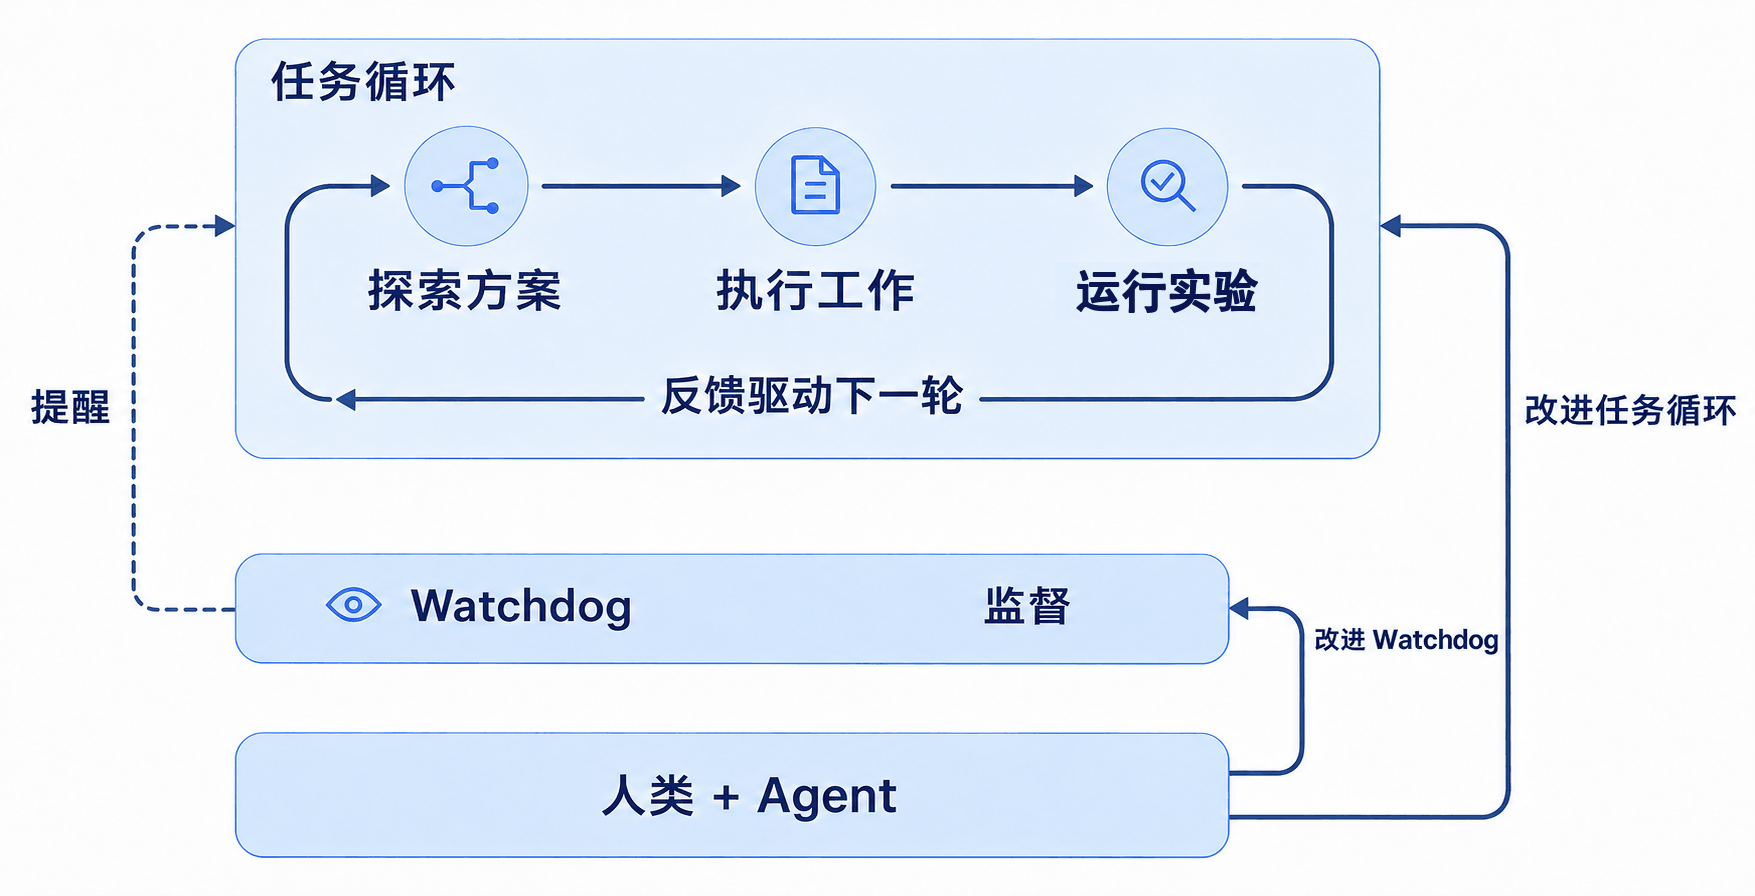 任务循环
探索方案
执行工作
运行实验
反馈驱动下一轮
提醒
改进任务循环
Watchdog
监督
改进 Watchdog
人类 + Agent